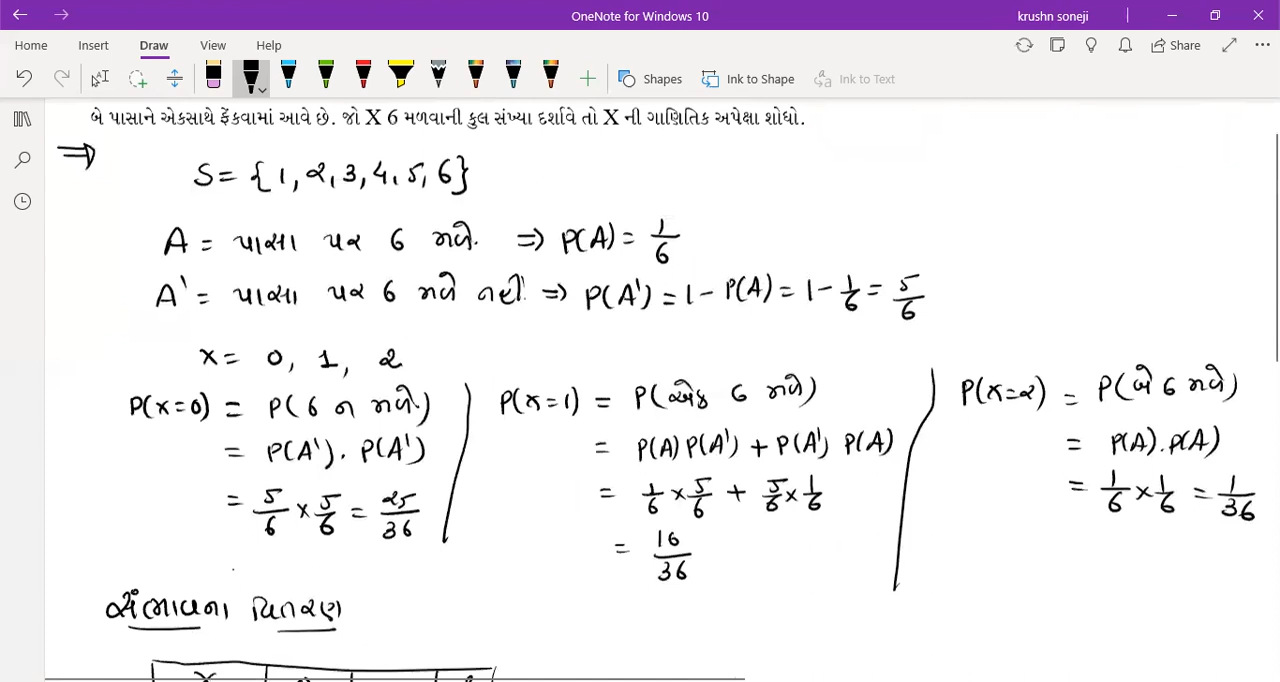 OneNote for Windows 10
krushn soneji
Home Insert Draw View Help
Share
Shapes Ink to Shape Ink to Text
બે પાસાને એકસાથે ફેંકવામાં આવે છે. જો X 6 મળવાની કુલ સંખ્યા દર્શાવે તો X ની ગાણિતિક અપેક્ષા શોધો.
⇒
S = {1, ૨, 3, 4, 5, 6}
A = પાસા પર 6 મળે. ⇒ P(A) = 1/6
A' = પાસા પર 6 મળે નહીં ⇒ P(A') = 1 - P(A) = 1 - 1/6 = 5/6
x = 0, 1, ૨
P(x=0) = P(6 ન મળે.)
= P(A'). P(A')
= 5/6 × 5/6 = ૨5/36
P(x=1) = P(એક 6 મળે)
= P(A) P(A') + P(A') P(A)
= 1/6 × 5/6 + 5/6 × 1/6
= 10/36
P(x=૨) = P(બે 6 મળે)
= P(A). P(A)
= 1/6 × 1/6 = 1/36
સંભાવના વિતરણ